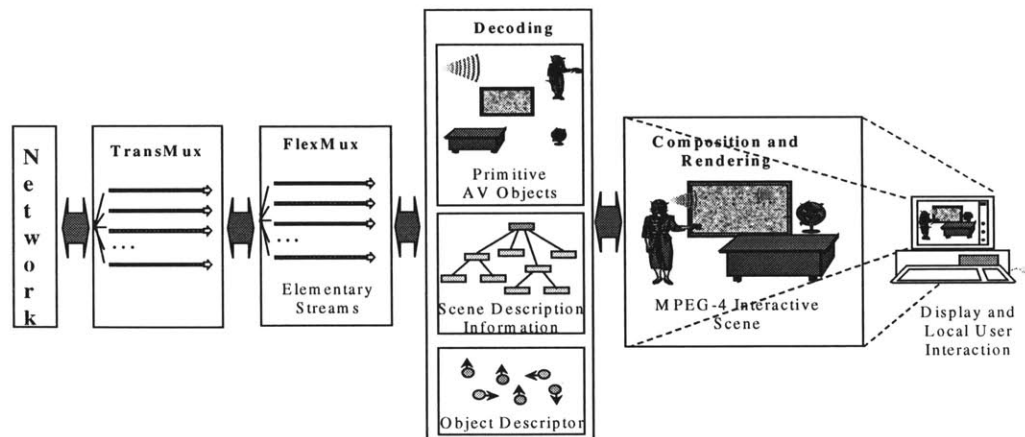 Network
TransMux
...
FlexMux
...
Elementary
Streams
Decoding
Primitive
AV Objects
Scene Description
Information
Object Descriptor
Composition and
Rendering
MPEG-4 Interactive
Scene
Display and
Local User
Interaction